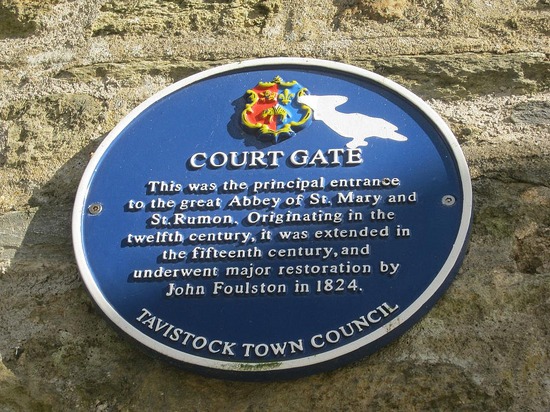 COURT GATE
This was the principal entrance
to the great Abbey of St. Mary and
St. Rumon. Originating in the
twelfth century, it was extended in
the fifteenth century, and
underwent major restoration by
John Foulston in 1824.
TAVISTOCK TOWN COUNCIL